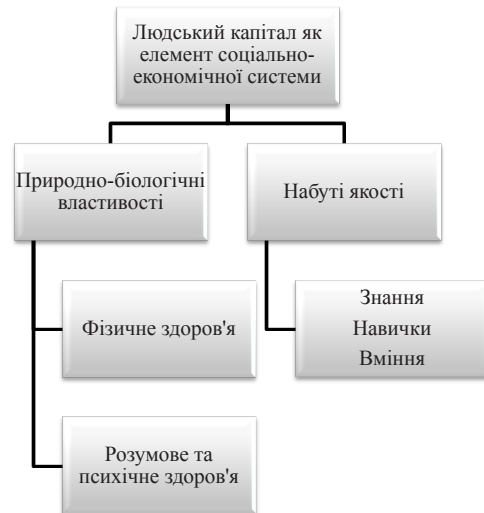 Людський капітал як
елемент соціально-
економічної системи
Природно-біологічні
властивості
Набуті якості
Фізичне здоров'я
Знання
Навички
Вміння
Розумове та
психічне здоров'я